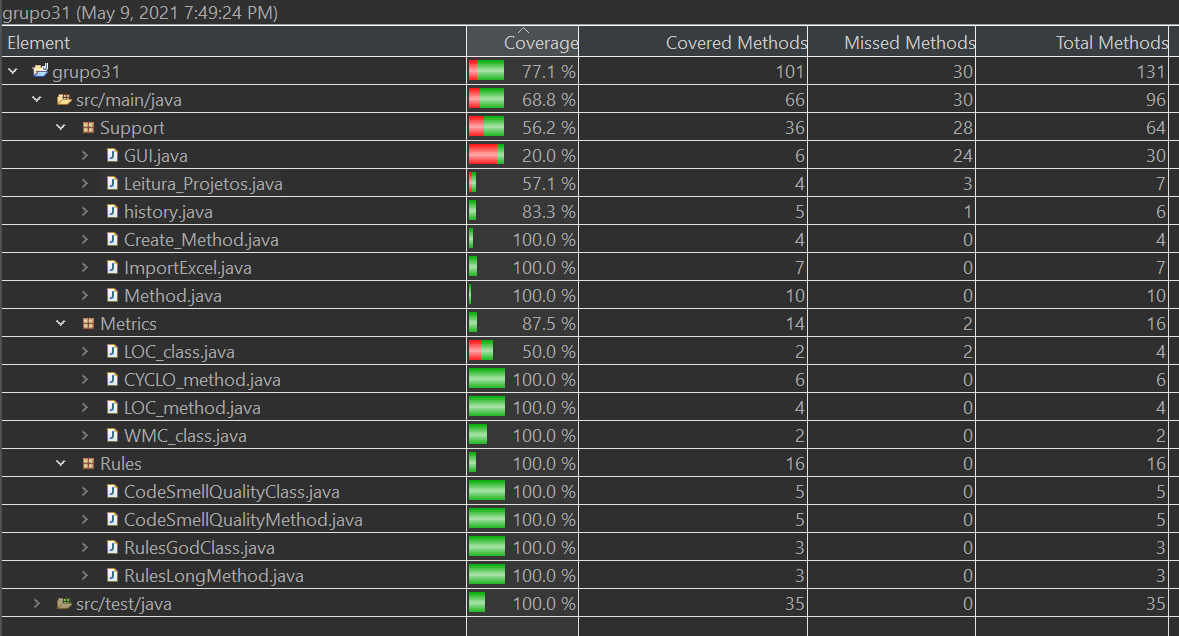 grupo31 (May 9, 2021 7:49:24 PM)
Element Coverage Covered Methods Missed Methods Total Methods
grupo31 77.1 % 101 30 131
src/main/java 68.8 % 66 30 96
Support 56.2 % 36 28 64
GUI.java 20.0 % 6 24 30
Leitura_Projetos.java 57.1 % 4 3 7
history.java 83.3 % 5 1 6
Create_Method.java 100.0 % 4 0 4
ImportExcel.java 100.0 % 7 0 7
Method.java 100.0 % 10 0 10
Metrics 87.5 % 14 2 16
LOC_class.java 50.0 % 2 2 4
CYCLO_method.java 100.0 % 6 0 6
LOC_method.java 100.0 % 4 0 4
WMC_class.java 100.0 % 2 0 2
Rules 100.0 % 16 0 16
CodeSmellQualityClass.java 100.0 % 5 0 5
CodeSmellQualityMethod.java 100.0 % 5 0 5
RulesGodClass.java 100.0 % 3 0 3
RulesLongMethod.java 100.0 % 3 0 3
src/test/java 100.0 % 35 0 35